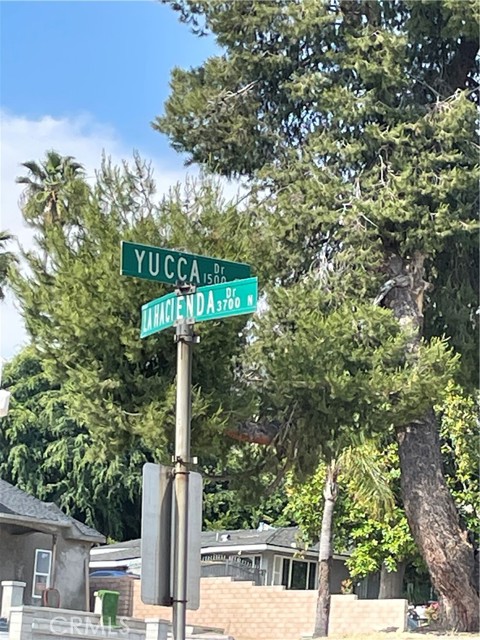 YUCCA Dr 1500
LA HACIENDA Dr 3700 N
CRMLS